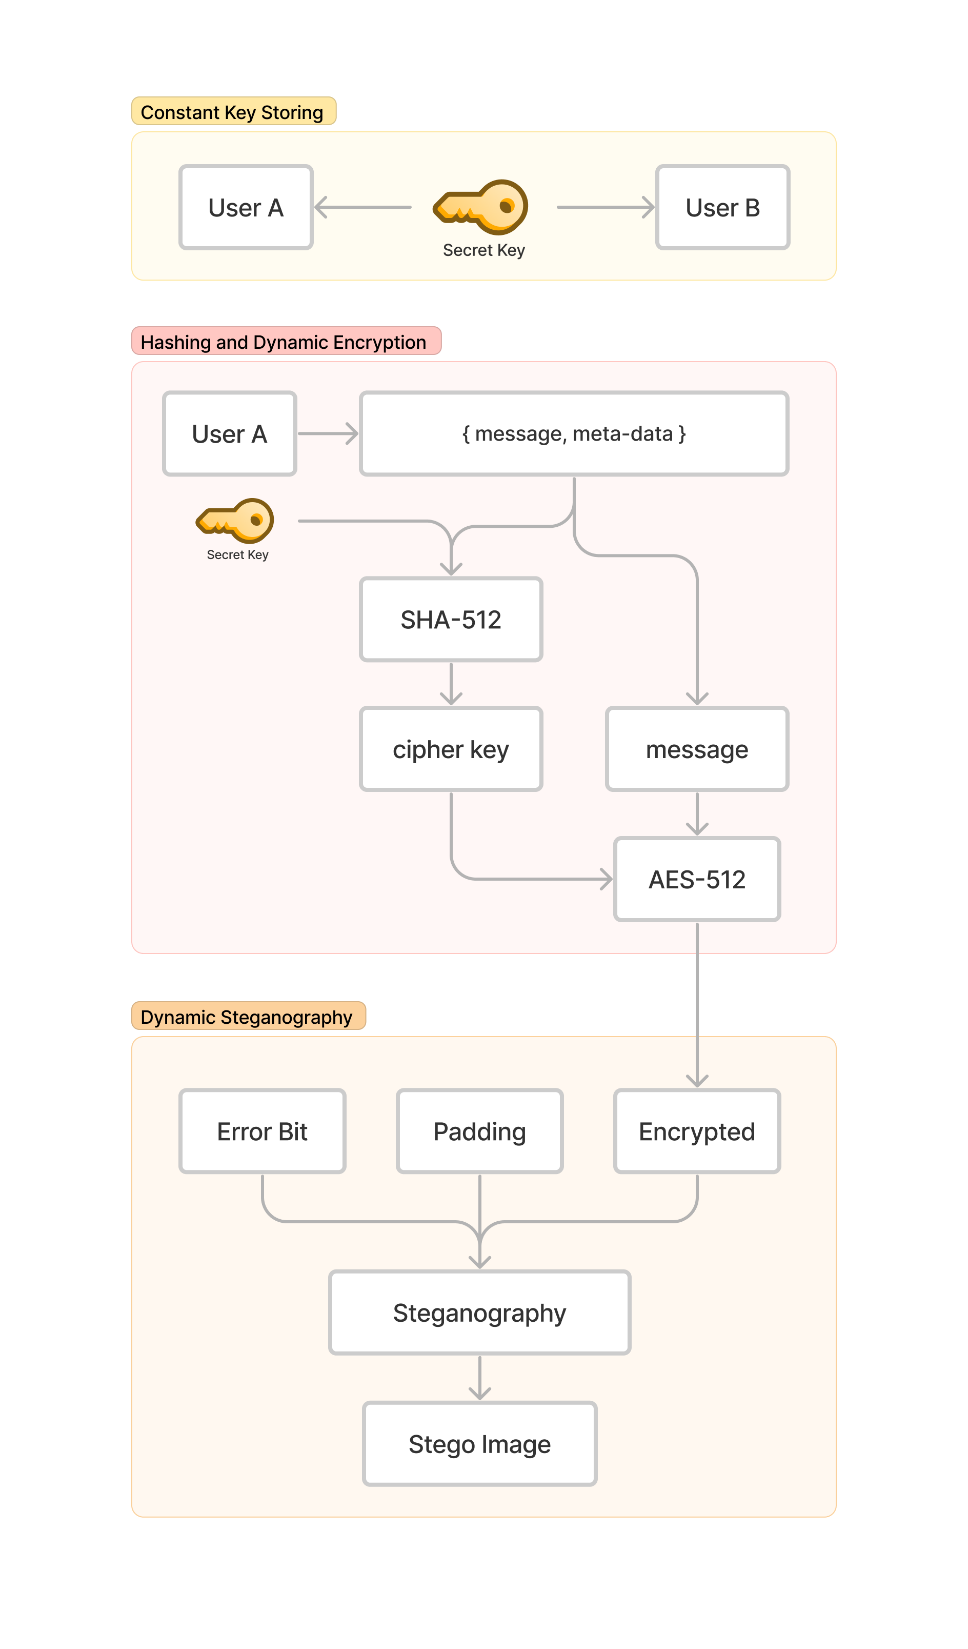 Constant Key Storing
User A
User B
Secret Key
Hashing and Dynamic Encryption
User A
{ message, meta-data }
Secret Key
SHA-512
cipher key
message
AES-512
Dynamic Steganography
Error Bit
Padding
Encrypted
Steganography
Stego Image